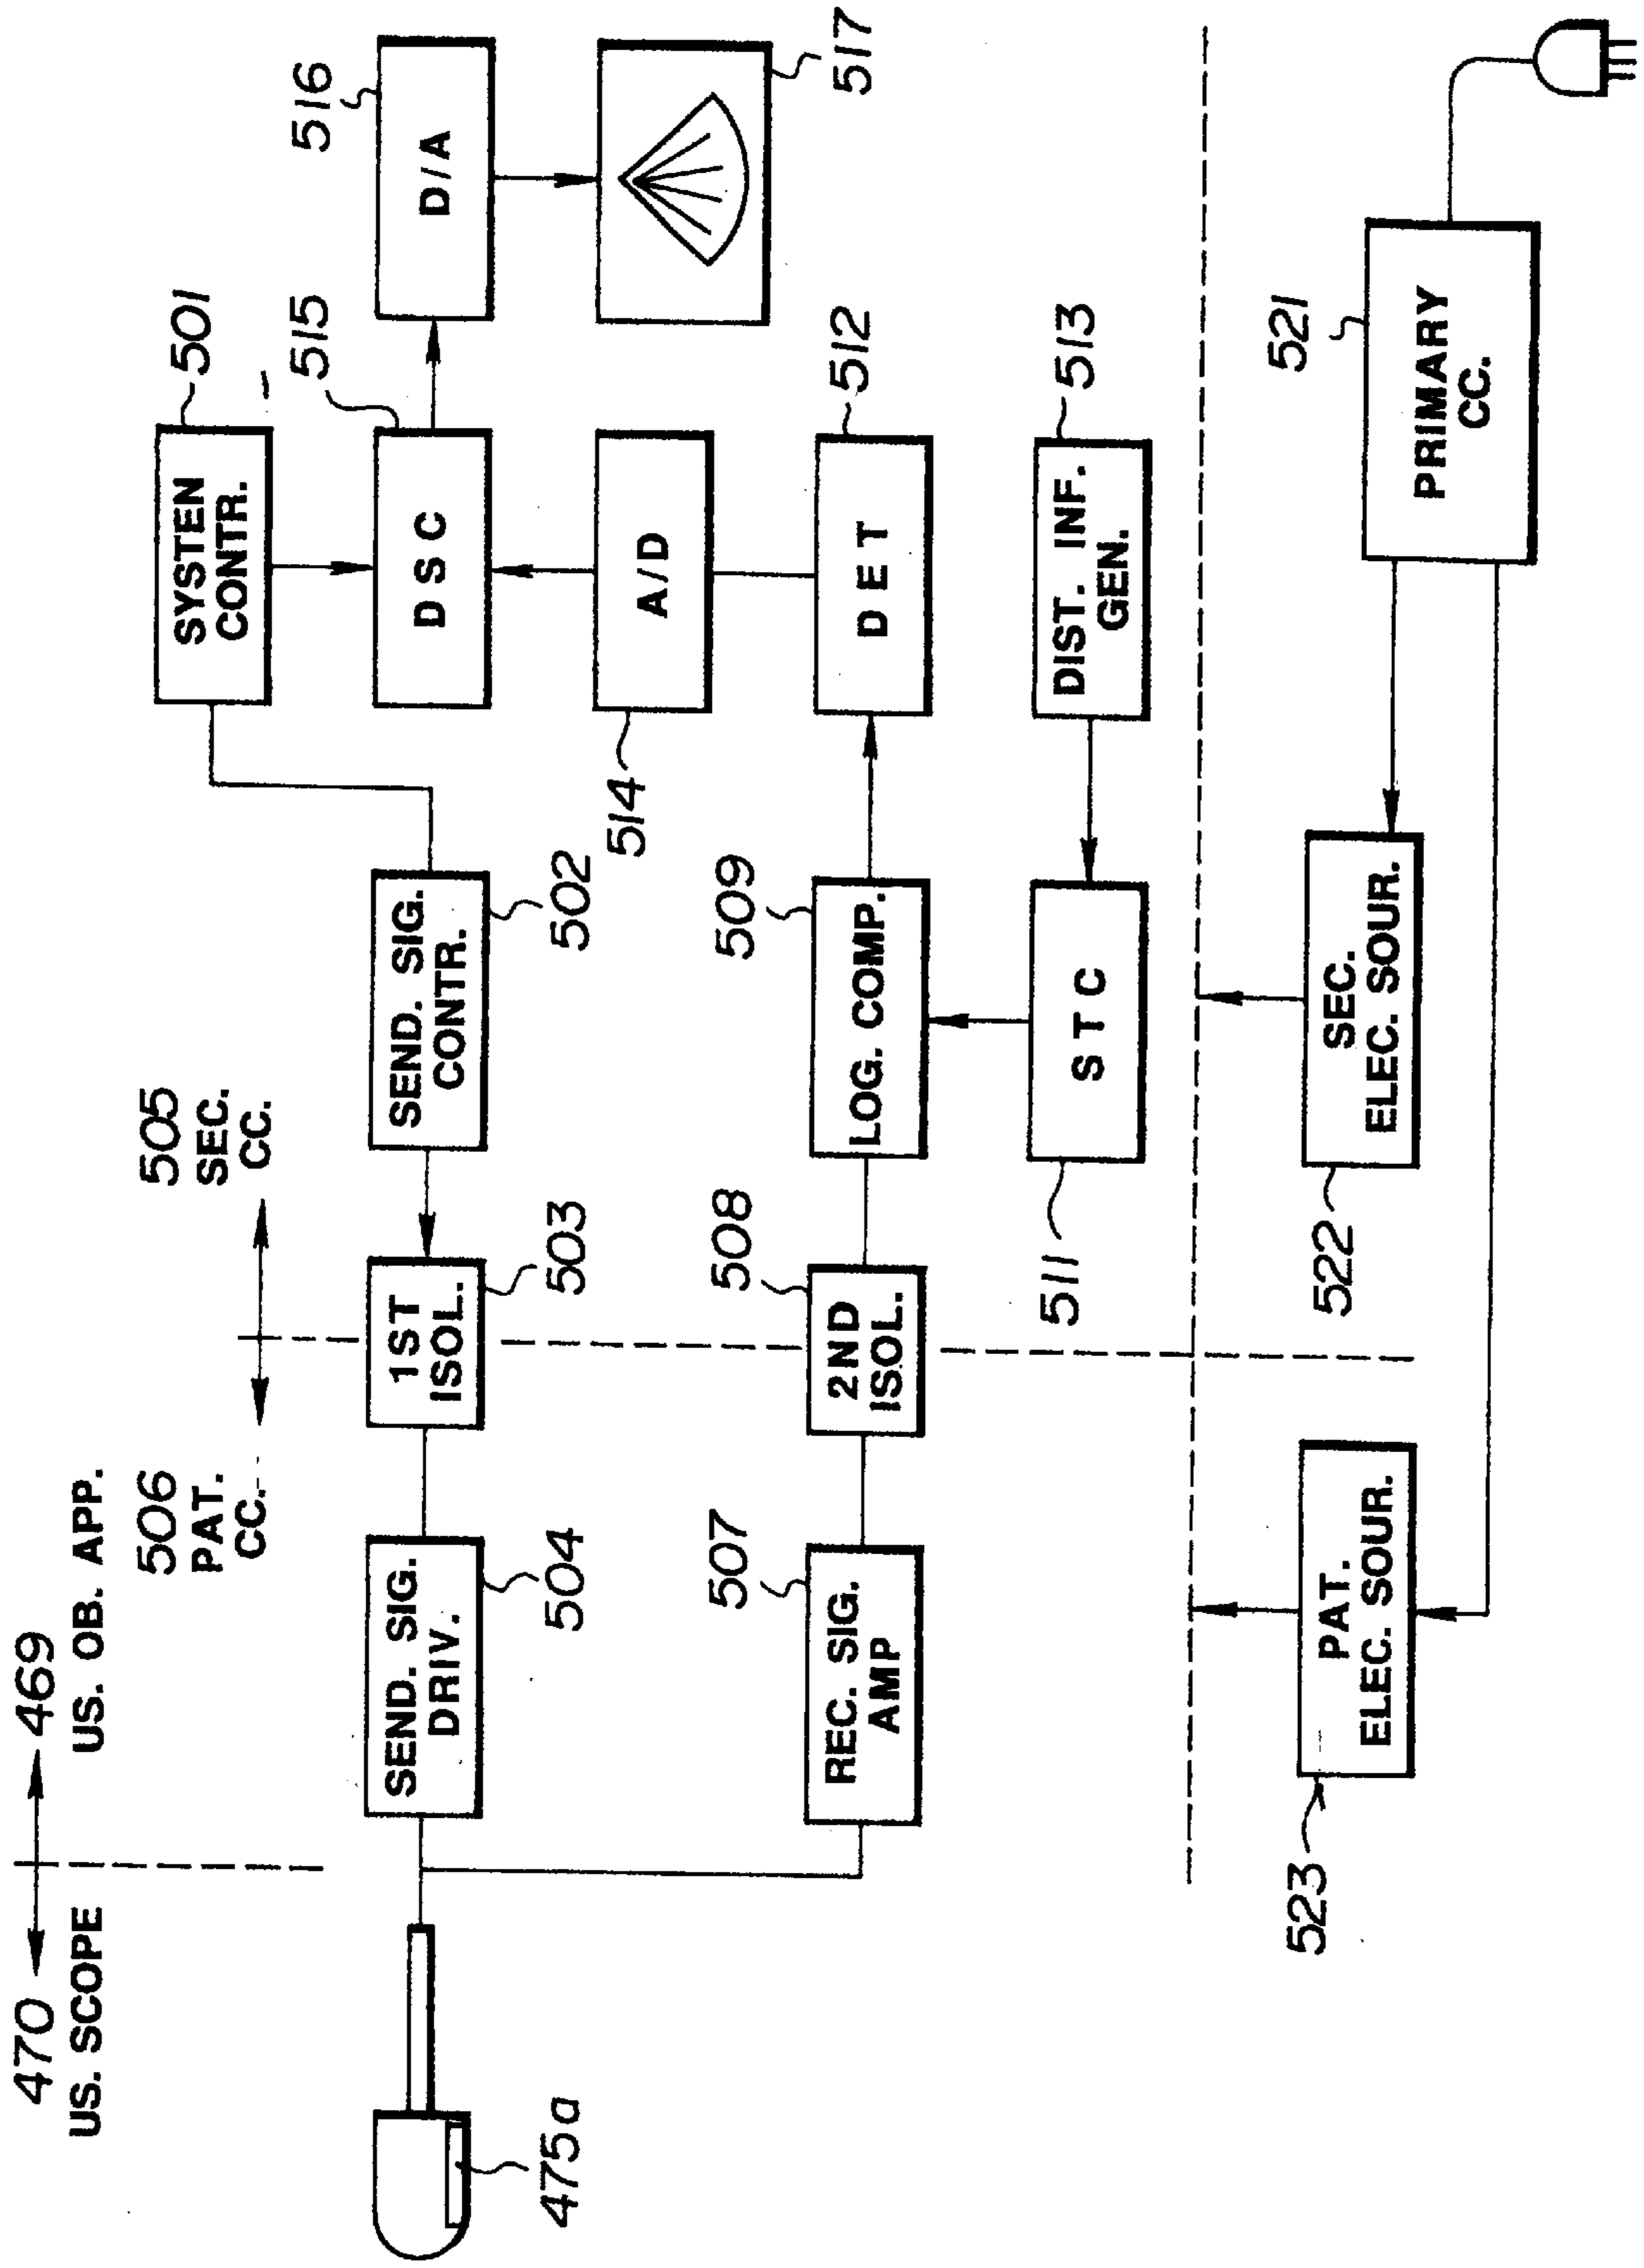 470
469
US. SCOPE
US. OB. APP.
506
PAT.
CC.
505
SEC.
CC.
SYSTEN
CONTR.
501
475a
SEND. SIG.
DRIV.
504
1ST
ISOL.
503
SEND. SIG.
CONTR.
502
DSC
515
D/A
516
517
A/D
514
REC. SIG.
AMP
507
2ND
ISOL.
508
LOG. COMP.
509
DET
512
STC
511
DIST. INF.
GEN.
513
PAT.
ELEC. SOUR.
523
SEC.
ELEC. SOUR.
522
PRIMARY
CC.
521